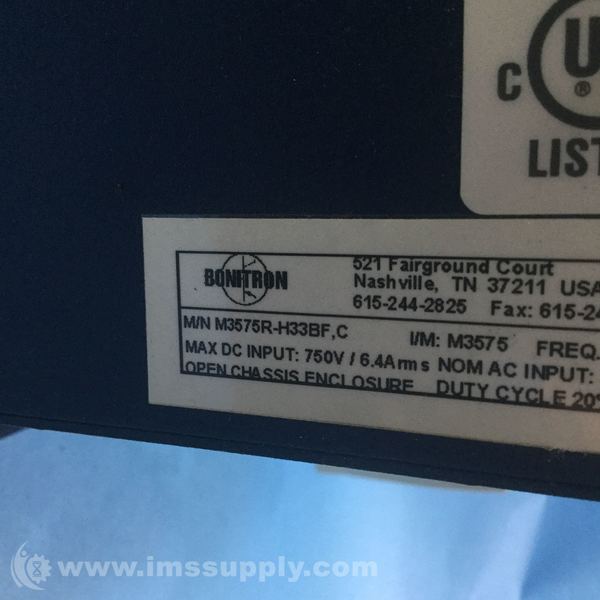 C UL
®
LIST
BONITRON
521 Fairground Court
Nashville, TN 37211 USA
615-244-2825 Fax: 615-24
M/N M3575R-H33BF,C I/M: M3575 FREQ.
MAX DC INPUT: 750V / 6.4Arms NOM AC INPUT:
OPEN CHASSIS ENCLOSURE DUTY CYCLE 20%
www.imssupply.com